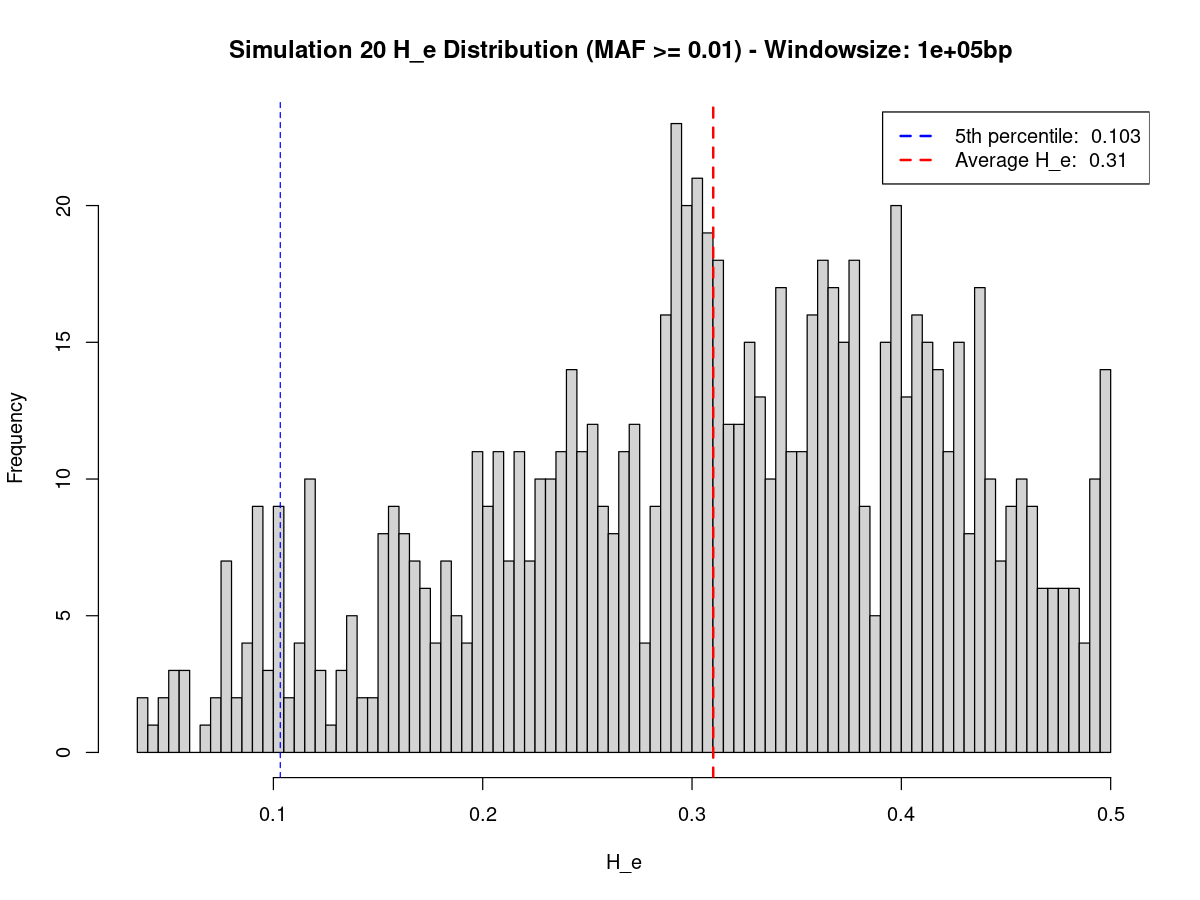 Simulation 20 H_e Distribution (MAF >= 0.01) - Windowsize: 1e+05bp
5th percentile:  0.103
Average H_e:  0.31
Frequency
20
15
10
5
0
0.1 0.2 0.3 0.4 0.5
H_e